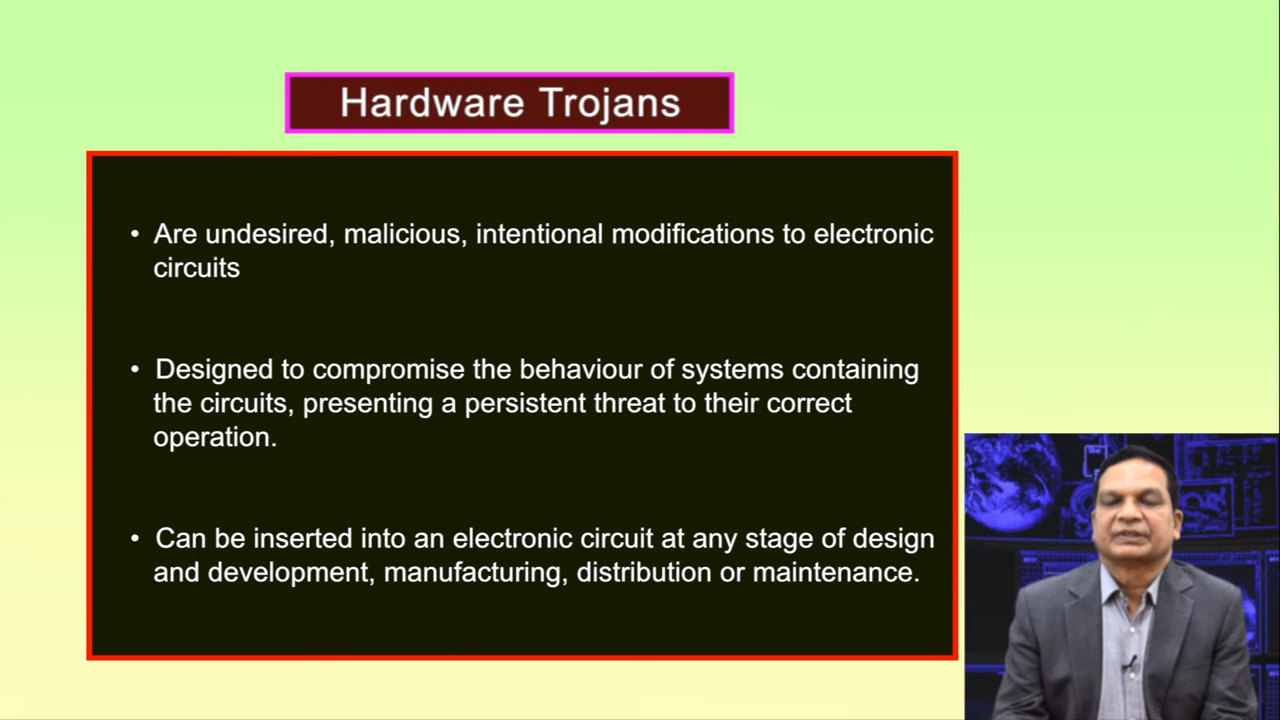 Hardware Trojans
• Are undesired, malicious, intentional modifications to electronic
circuits
• Designed to compromise the behaviour of systems containing
the circuits, presenting a persistent threat to their correct
operation.
• Can be inserted into an electronic circuit at any stage of design
and development, manufacturing, distribution or maintenance.